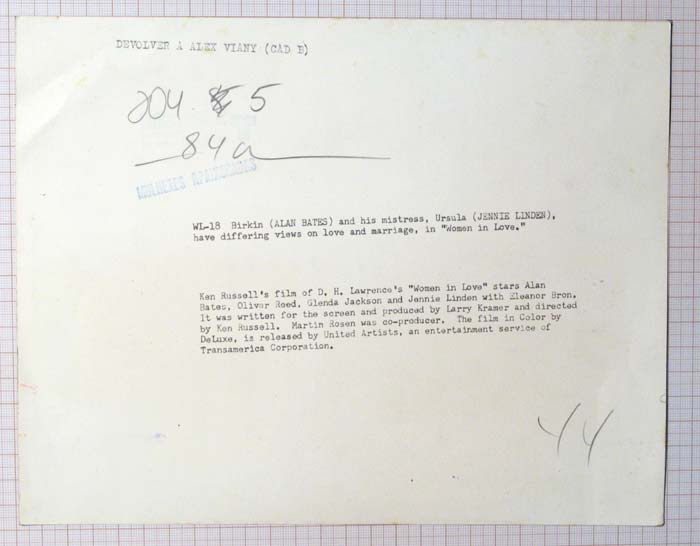 DEVOLVER A ALEX VIANY (CAD B)
204 5
84a
MULHERES APAIXONADAS
WL-18 Birkin (ALAN BATES) and his mistress, Ursula (JENNIE LINDEN),
have differing views on love and marriage, in "Women in Love."
Ken Russell's film of D. H. Lawrence's "Women in Love" stars Alan
Bates, Oliver Reed, Glenda Jackson and Jennie Linden with Eleanor Bron.
It was written for the screen and produced by Larry Kramer and directed
by Ken Russell. Martin Rosen was co-producer. The film in Color by
DeLuxe, is released by United Artists, an entertainment service of
Transamerica Corporation.
44